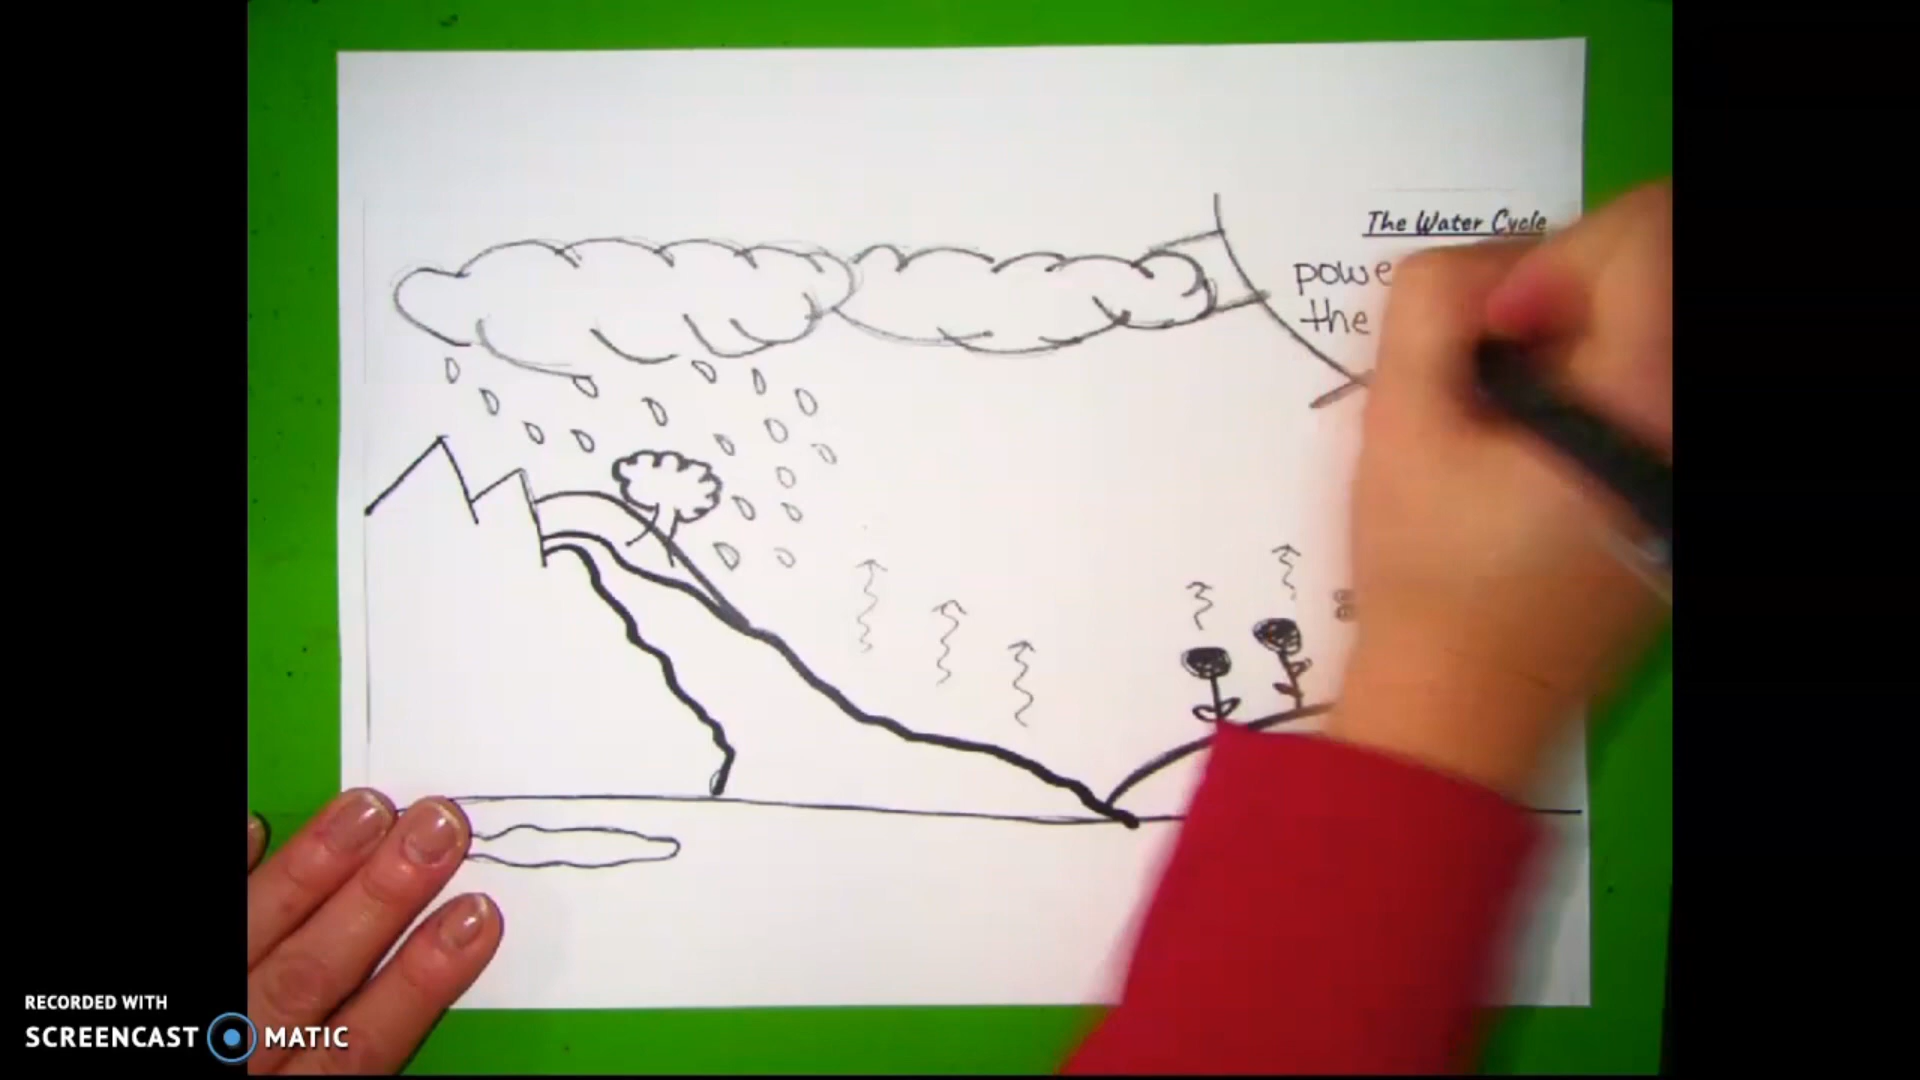 The Water Cycle
powe
the
RECORDED WITH
SCREENCAST MATIC